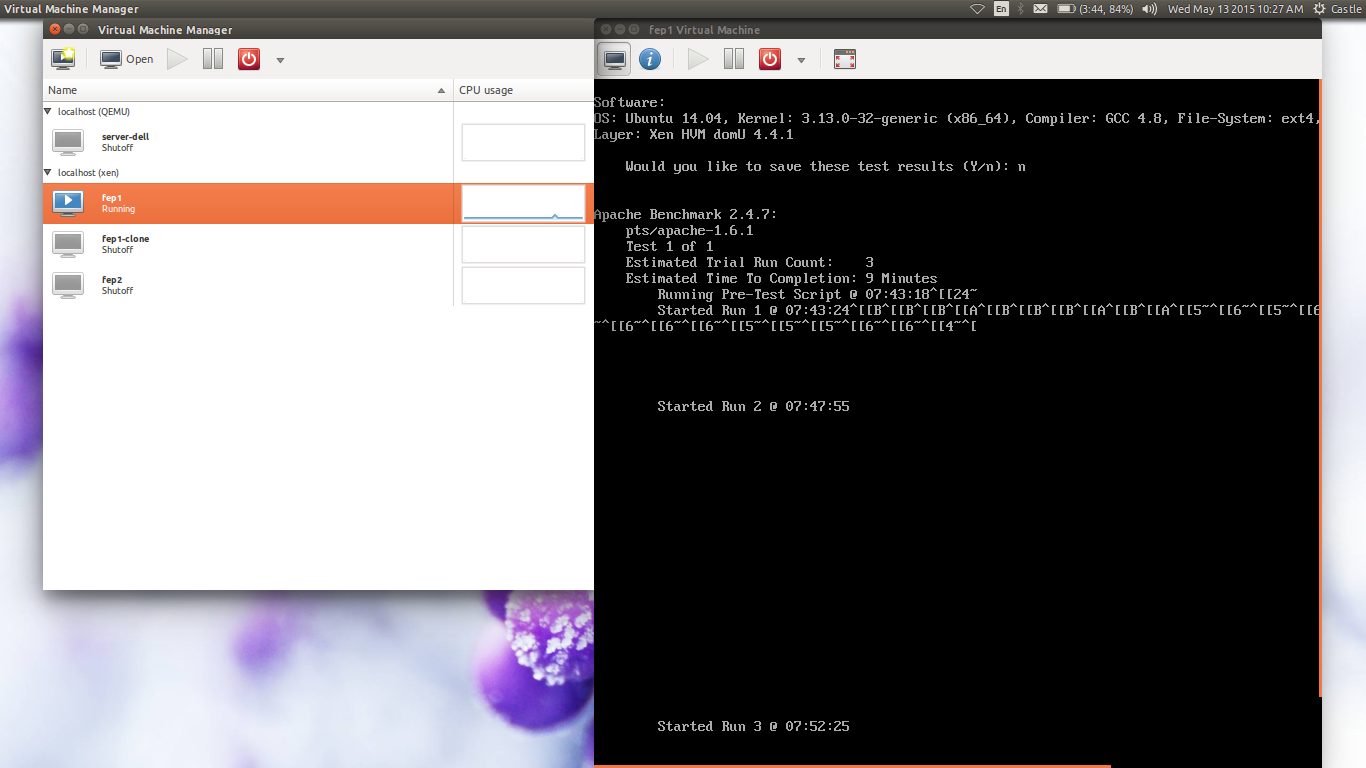 Virtual Machine Manager
En
(3:44, 84%)
Wed May 13 2015 10:27 AM
Castle
Virtual Machine Manager
Open
Name
CPU usage
localhost (QEMU)
server-dell
Shutoff
localhost (xen)
fep1
Running
fep1-clone
Shutoff
fep2
Shutoff
fep1 Virtual Machine
Software:
OS: Ubuntu 14.04, Kernel: 3.13.0-32-generic (x86_64), Compiler: GCC 4.8, File-System: ext4,
Layer: Xen HVM domU 4.4.1
Would you like to save these test results (Y/n): n
Apache Benchmark 2.4.7:
pts/apache-1.6.1
Test 1 of 1
Estimated Trial Run Count: 3
Estimated Time To Completion: 9 Minutes
Running Pre-Test Script @ 07:43:18^[[24~
Started Run 1 @ 07:43:24^[[B^[[B^[[B^[[A^[[B^[[B^[[B^[[A^[[B^[[A^[[5~^[[6~^[[5~^[[6
~^[[6~^[[6~^[[6~^[[5~^[[5~^[[5~^[[6~^[[6~^[[4~^[
Started Run 2 @ 07:47:55
Started Run 3 @ 07:52:25